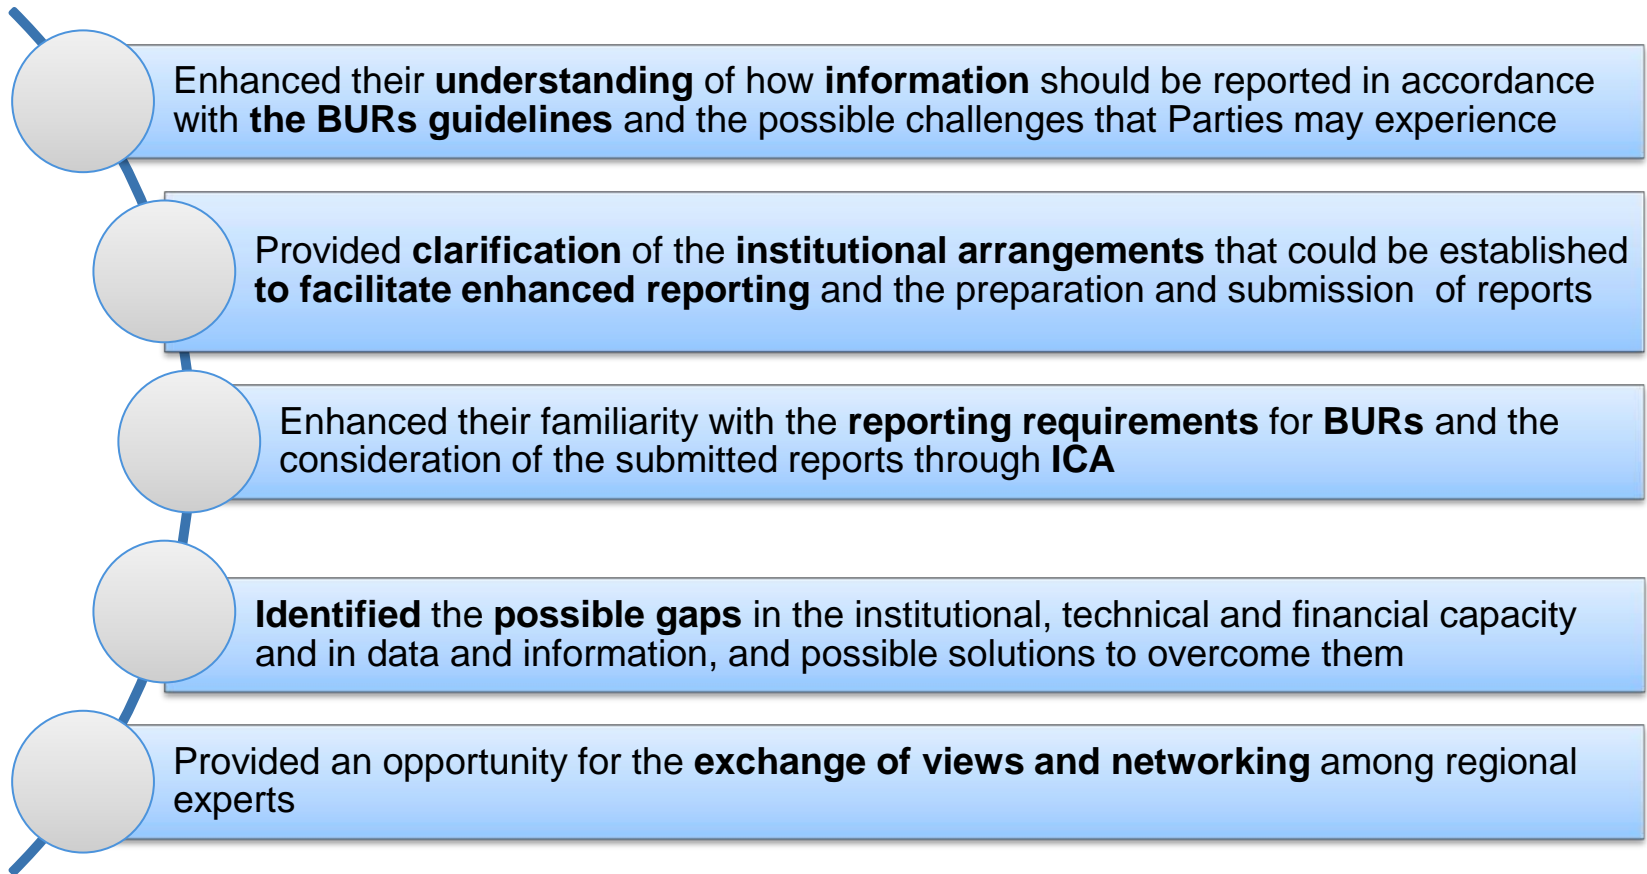 Enhanced their understanding of how information should be reported in accordance
with the BURs guidelines and the possible challenges that Parties may experience
Provided clarification of the institutional arrangements that could be established
to facilitate enhanced reporting and the preparation and submission  of reports
Enhanced their familiarity with the reporting requirements for BURs and the
consideration of the submitted reports through ICA
Identified the possible gaps in the institutional, technical and financial capacity
and in data and information, and possible solutions to overcome them
Provided an opportunity for the exchange of views and networking among regional
experts